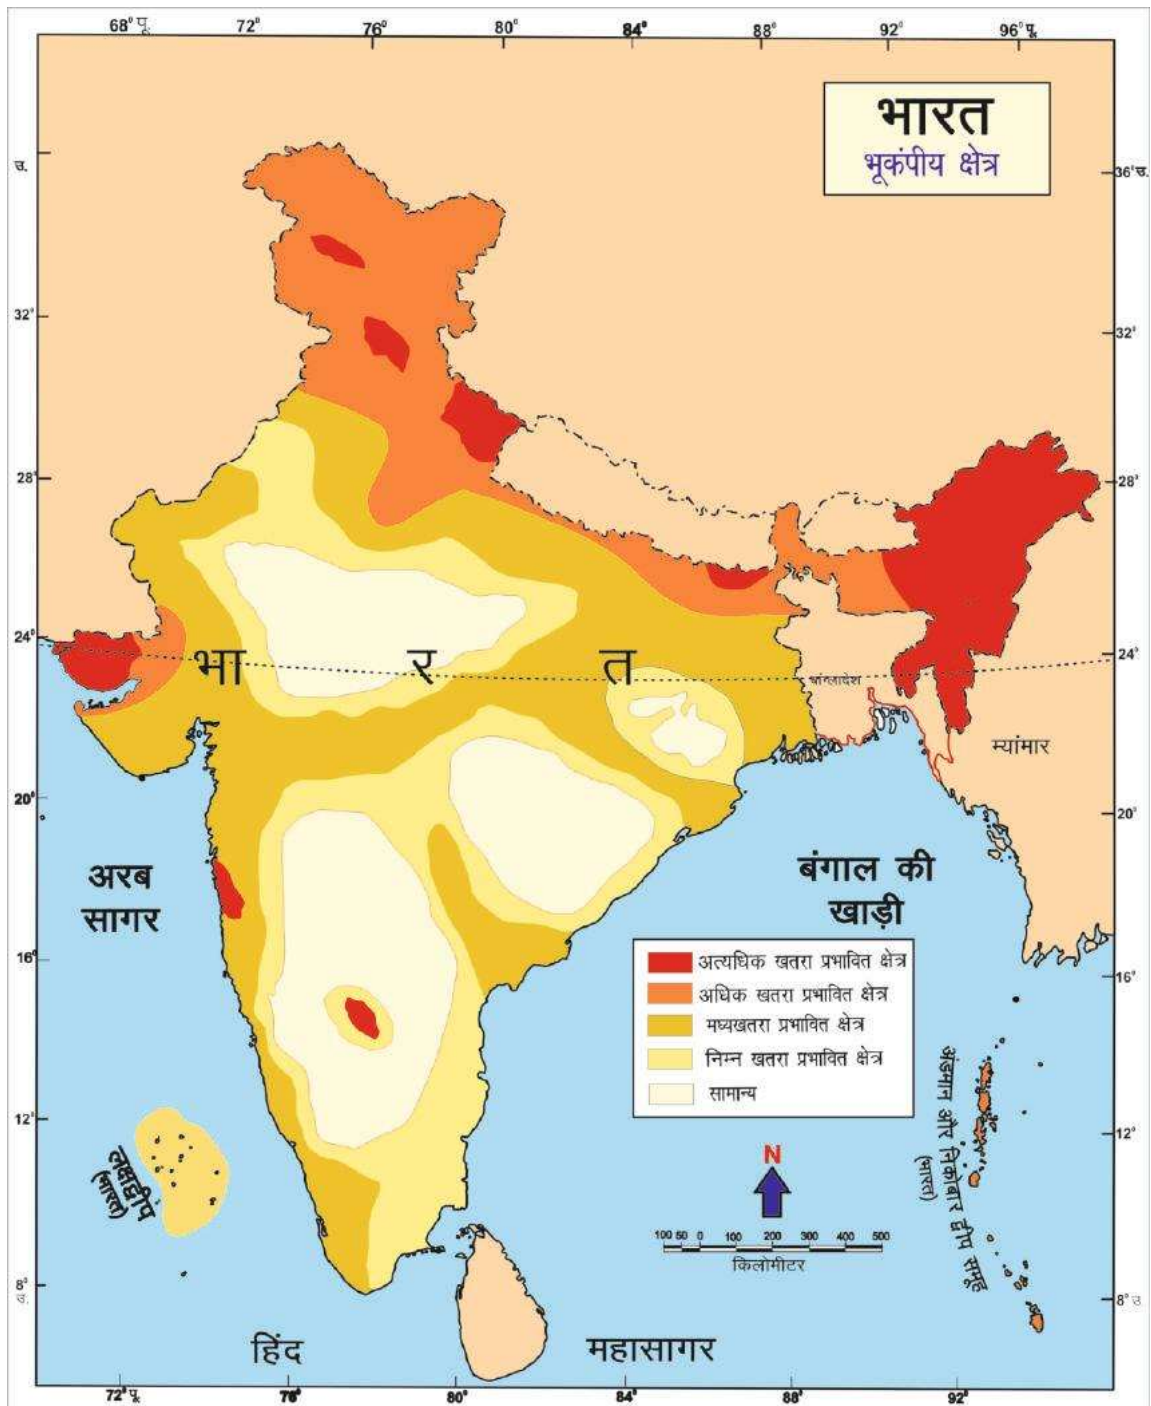 68° पू.
72°
76°
80°
84°
88°
92°
96° पू.
भारत
भूकंपीय क्षेत्र
उ.
36° उ.
32°
32°
28°
28°
24°
24°
भा र त
बांग्लादेश
म्यांमार
20°
20°
अरब
सागर
बंगाल की
खाड़ी
16°
16°
अत्यधिक खतरा प्रभावित क्षेत्र
अधिक खतरा प्रभावित क्षेत्र
मध्यखतरा प्रभावित क्षेत्र
निम्न खतरा प्रभावित क्षेत्र
सामान्य
12°
12°
लक्षद्वीप
(भारत)
अंडमान और निकोबार द्वीप समूह
(भारत)
N
100 50 0 100 200 300 400 500
किलोमीटर
8°
8° उ
हिंद
महासागर
72° पू.
76°
80°
84°
88°
92°